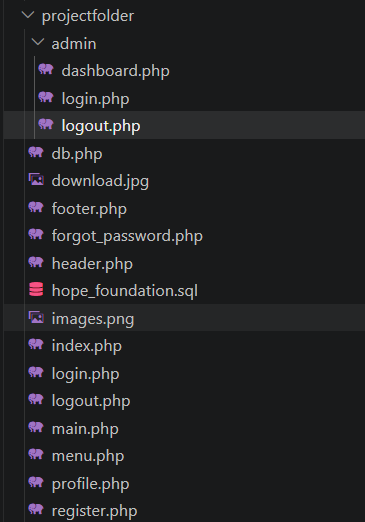 projectfolder
admin
dashboard.php
login.php
logout.php
db.php
download.jpg
footer.php
forgot_password.php
header.php
hope_foundation.sql
images.png
index.php
login.php
logout.php
main.php
menu.php
profile.php
register.php